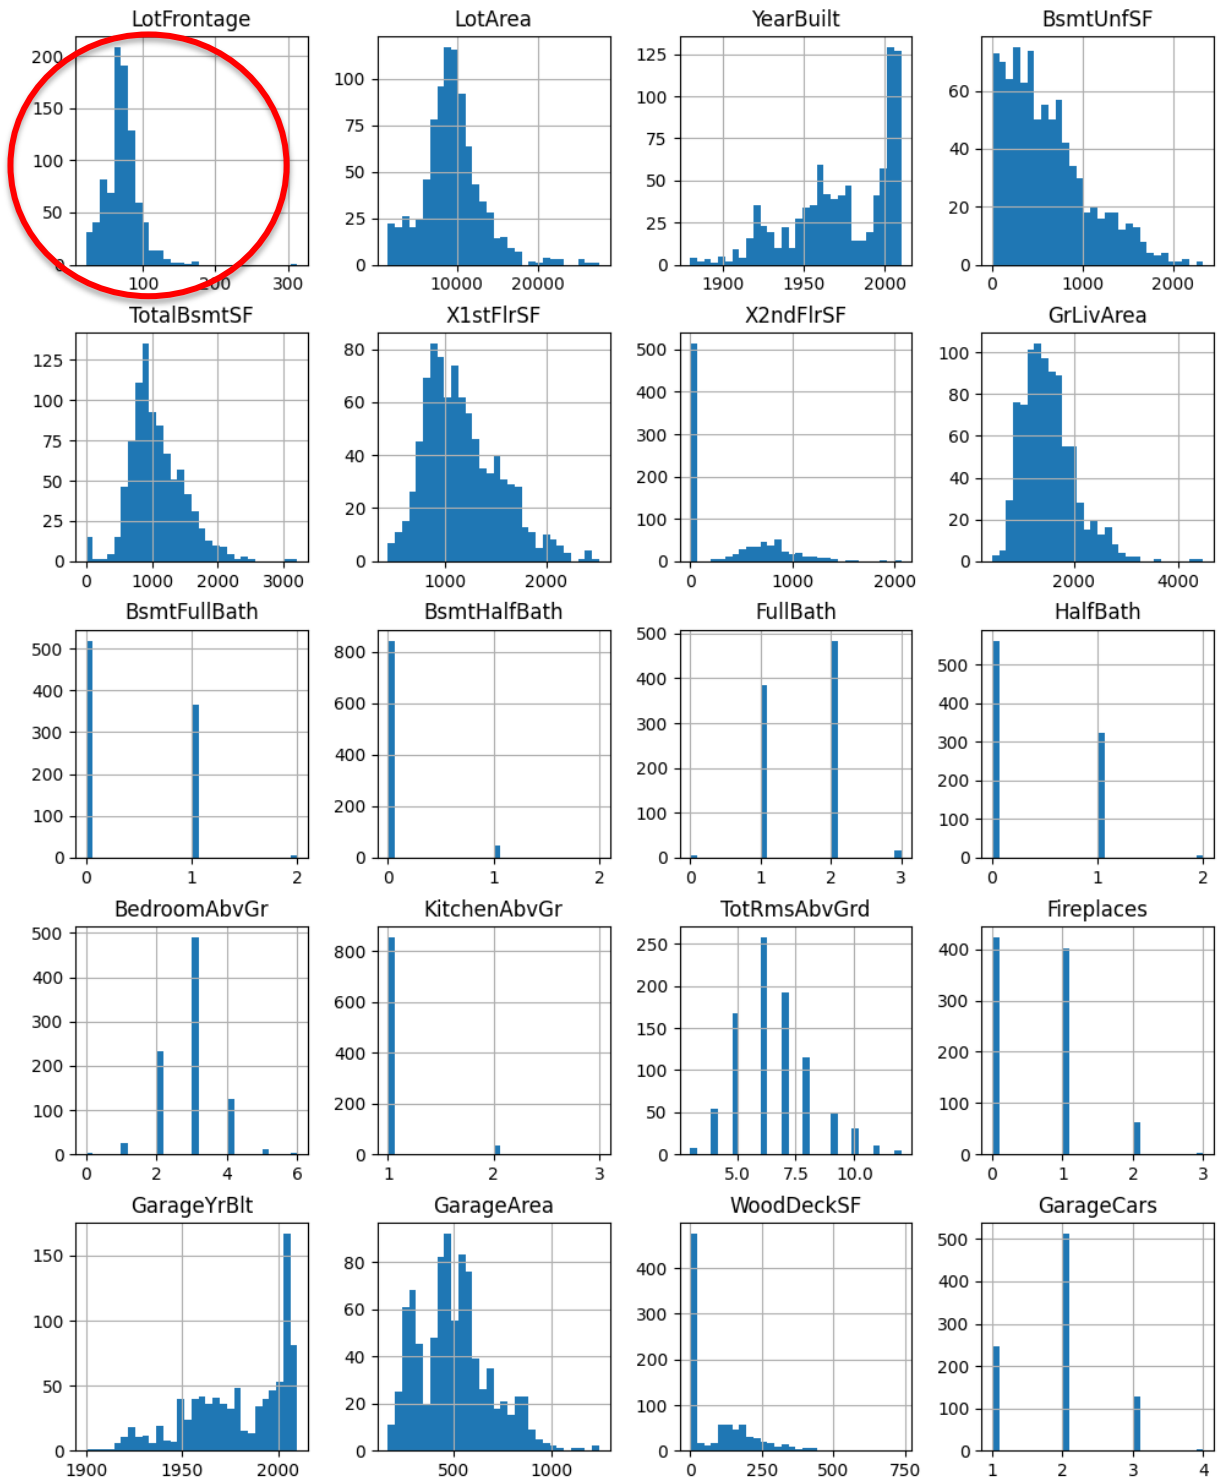 LotFrontage LotArea YearBuilt BsmtUnfSF
200 150 100 50 0
100 200 300
100 75 50 25 0
10000 20000
125 100 75 50 25 0
1900 1950 2000
60 40 20 0
0 1000 2000
TotalBsmtSF X1stFlrSF X2ndFlrSF GrLivArea
125 100 75 50 25 0
0 1000 2000 3000
80 60 40 20 0
1000 2000
500 400 300 200 100 0
0 1000 2000
100 80 60 40 20 0
2000 4000
BsmtFullBath BsmtHalfBath FullBath HalfBath
500 400 300 200 100 0
0 1 2
800 600 400 200 0
0 1 2
500 400 300 200 100 0
0 1 2 3
500 400 300 200 100 0
0 1 2
BedroomAbvGr KitchenAbvGr TotRmsAbvGrd Fireplaces
500 400 300 200 100 0
0 2 4 6
800 600 400 200 0
1 2 3
250 200 150 100 50 0
5.0 7.5 10.0
400 300 200 100 0
0 1 2 3
GarageYrBlt GarageArea WoodDeckSF GarageCars
150 100 50 0
1900 1950 2000
80 60 40 20 0
500 1000
400 300 200 100 0
0 250 500 750
500 400 300 200 100 0
1 2 3 4